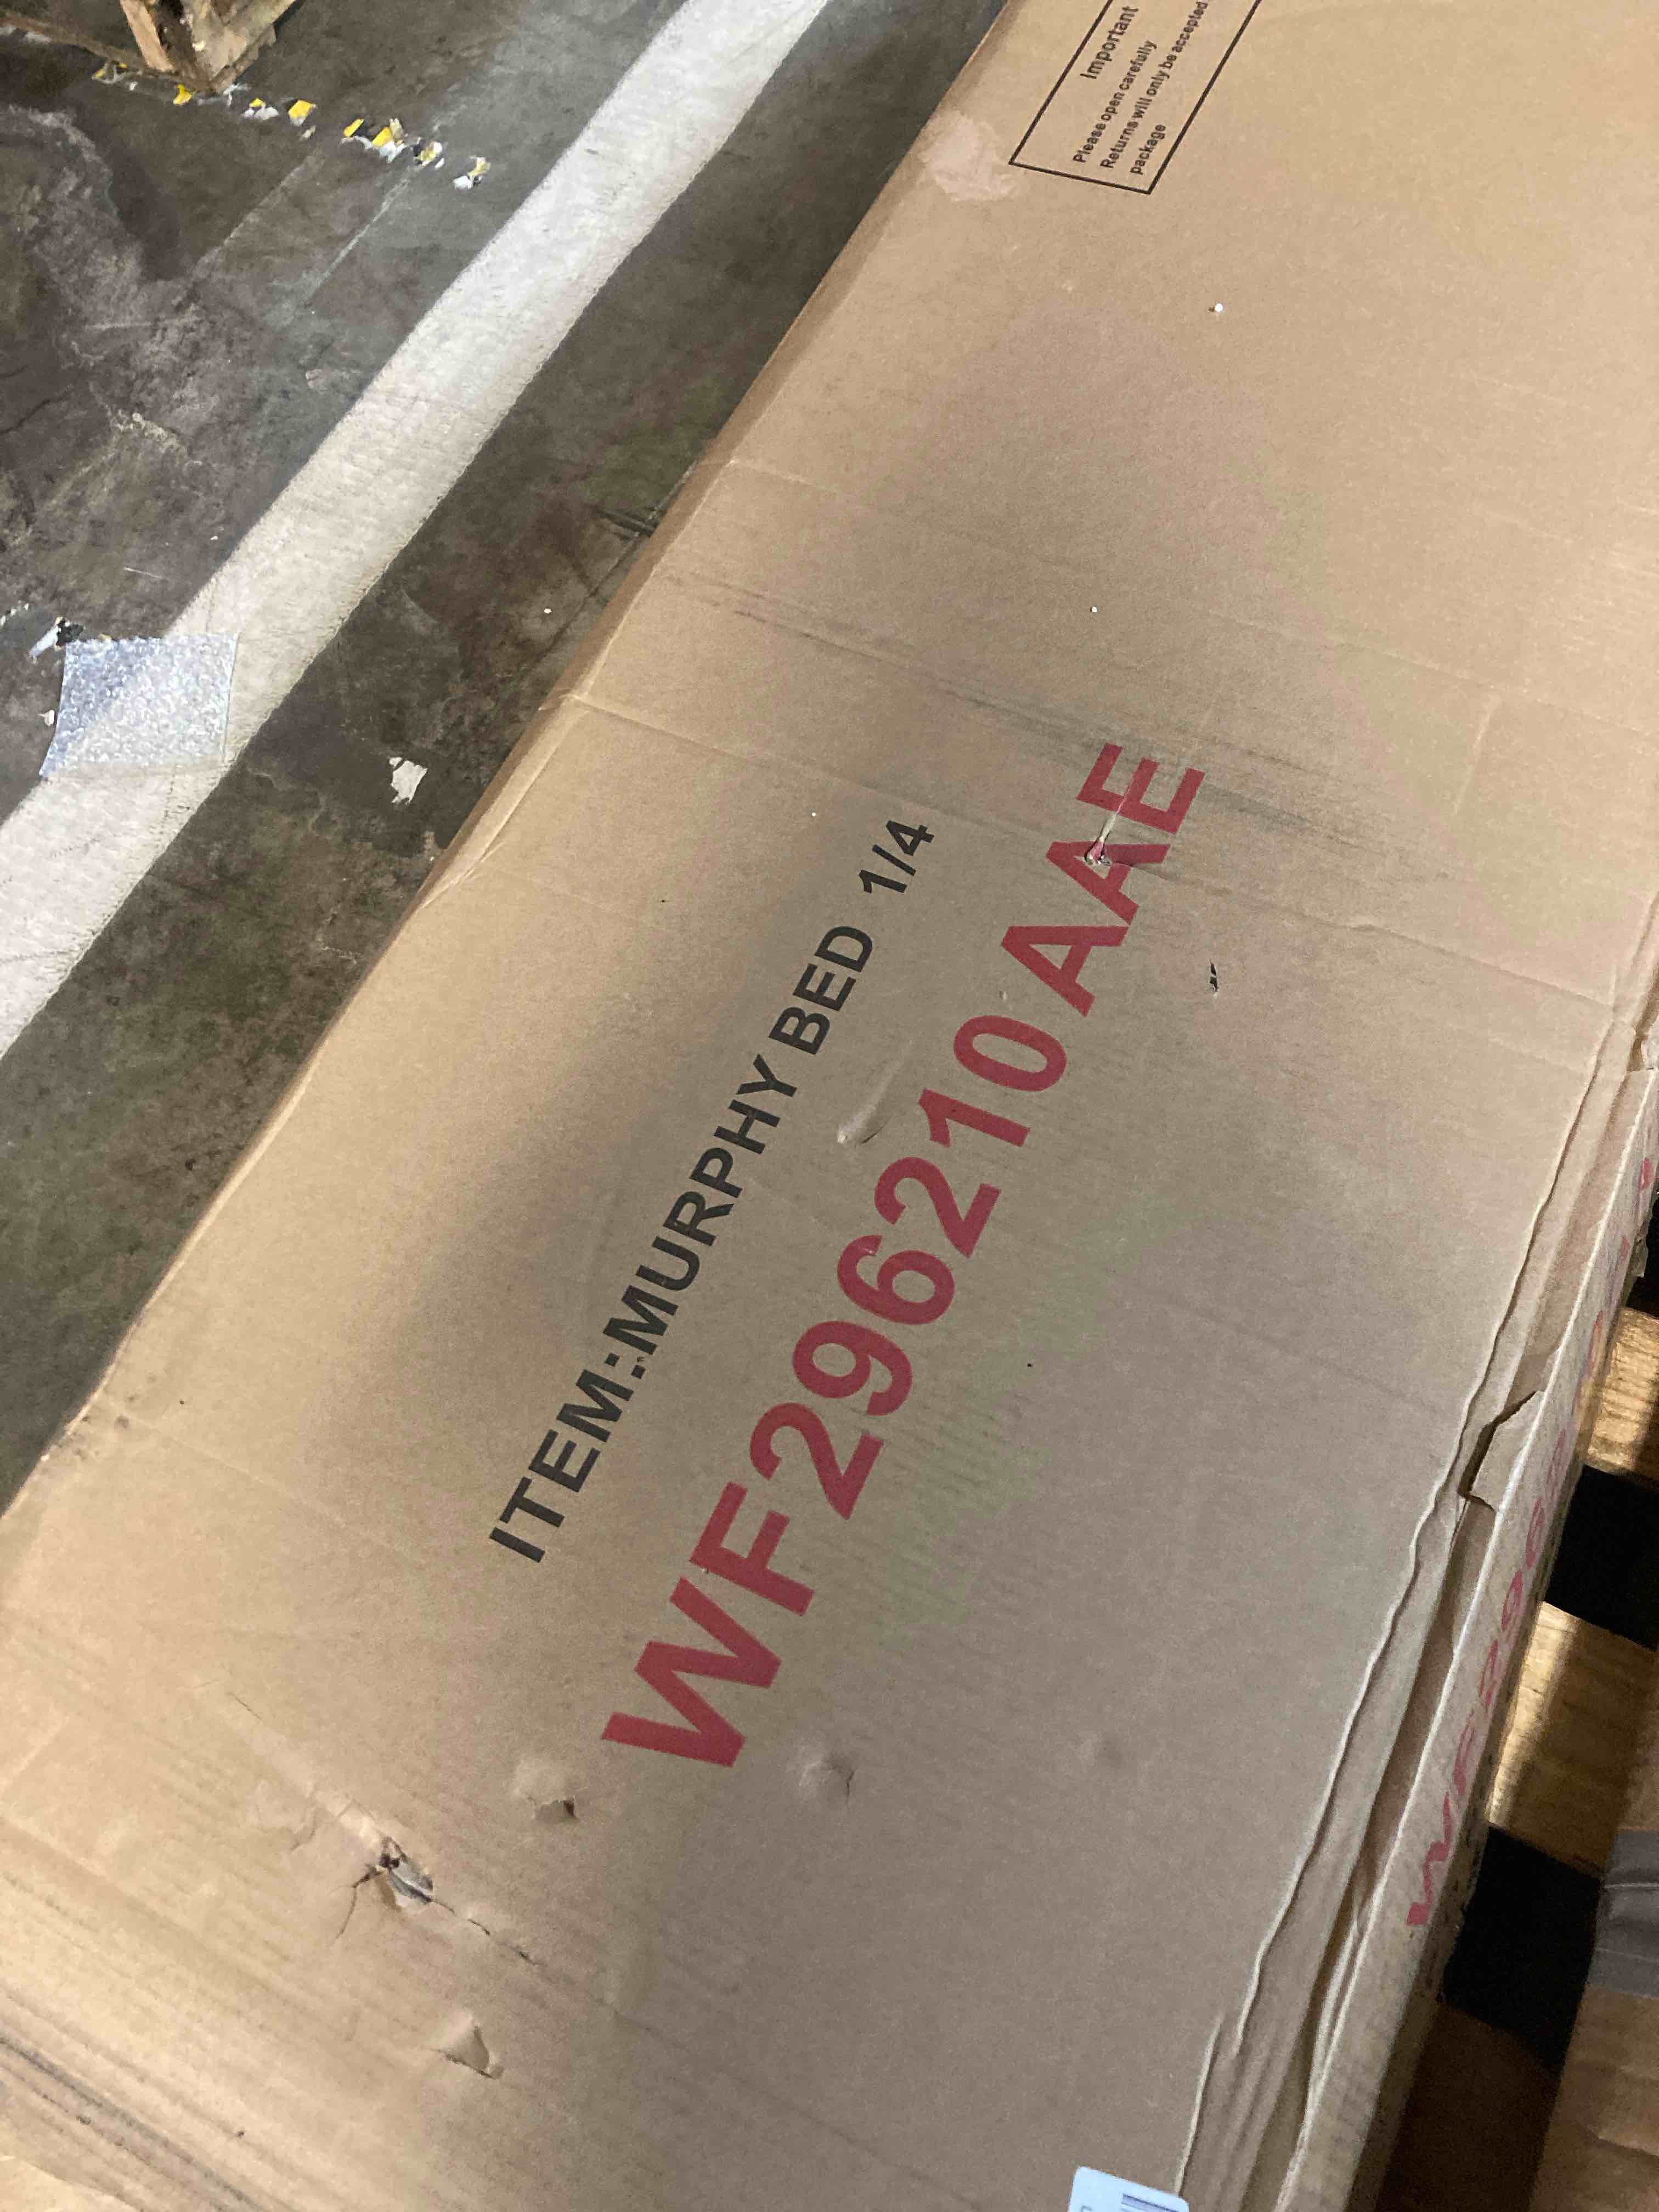 Important
Please open carefully
Returns will only be accepted
package
ITEM:MURPHY BED 1/4
WF296210AAE